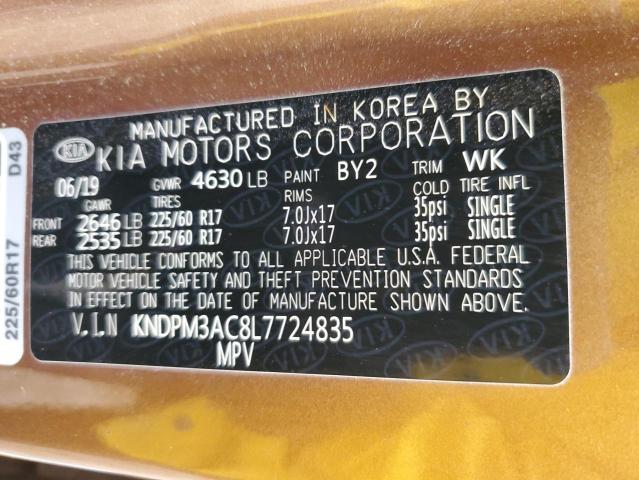 MANUFACTURED IN KOREA BY
KIA KIA MOTORS CORPORATION
06/19 GVWR 4630 LB PAINT BY2 TRIM WK
GAWR TIRES RIMS COLD TIRE INFL
FRONT 2646 LB 225/60 R17 7.0Jx17 35psi SINGLE
REAR 2535 LB 225/60 R17 7.0Jx17 35psi SINGLE
THIS VEHICLE CONFORMS TO ALL APPLICABLE U.S.A. FEDERAL
MOTOR VEHICLE SAFETY AND THEFT PREVENTION STANDARDS
IN EFFECT ON THE DATE OF MANUFACTURE SHOWN ABOVE.
V.I.N KNDPM3AC8L7724835
MPV
225/60R17 D43